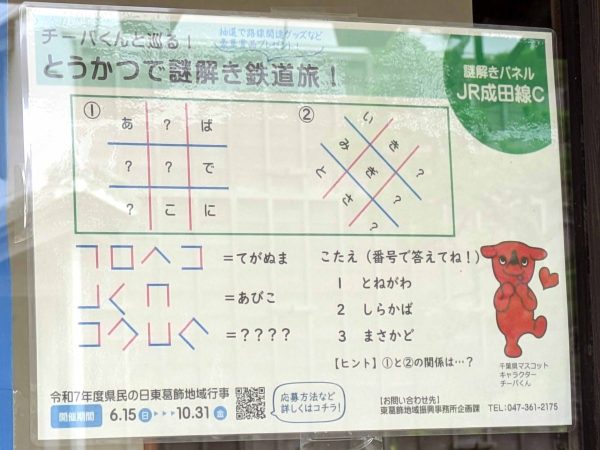 チーバくんと巡る！
抽選で路線関連グッズなど
豪華賞品プレゼント！
とうかつで謎解き鉄道旅！
謎解きパネル
JR成田線C
①
あ ? ば
? ? で
? こ に
②
い
み き
と ぎ ?
さ ?
?
=てがぬま
=あびこ
=????
こたえ（番号で答えてね！）
1 とねがわ
2 しらかば
3 まさかど
【ヒント】①と②の関係は…?
千葉県マスコット
キャラクター
チーバくん
令和7年度県民の日東葛飾地域行事
開催期間 6.15日▸▸▸10.31金
応募方法など
詳しくはコチラ！
【お問い合わせ先】
東葛飾地域振興事務所企画課 TEL:047-361-2175